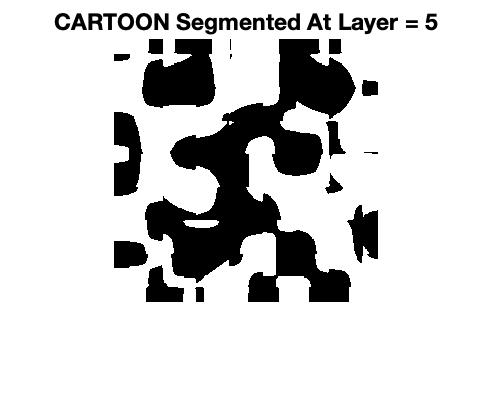 CARTOON Segmented At Layer = 5